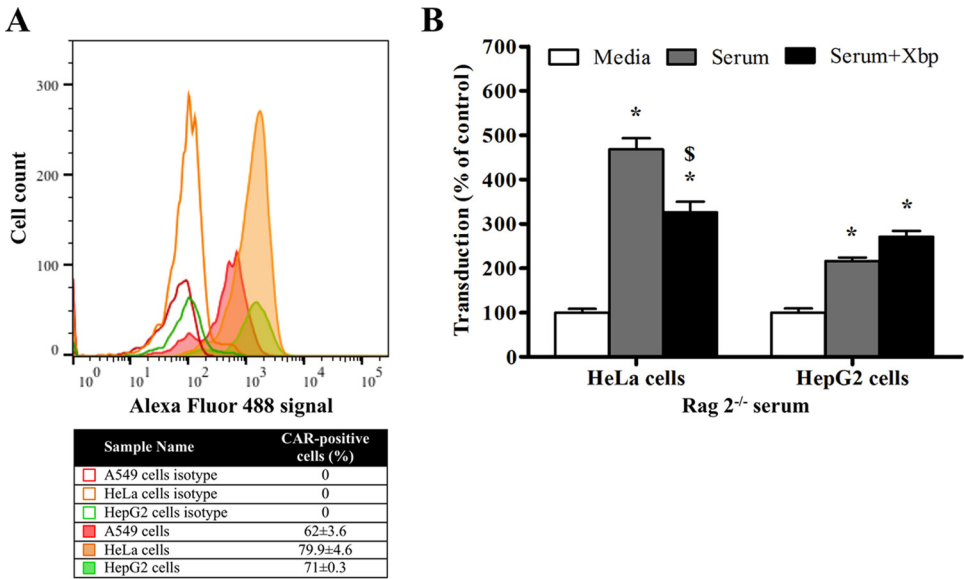 A
Cell count
300
200
100
0
10^0 10^1 10^2 10^3 10^4 10^5
Alexa Fluor 488 signal
Sample Name CAR-positive cells (%)
A549 cells isotype 0
HeLa cells isotype 0
HepG2 cells isotype 0
A549 cells 62±3.6
HeLa cells 79.9±4.6
HepG2 cells 71±0.3
B
Transduction (% of control)
700
600
500
400
300
200
100
0
Media Serum Serum+Xbp
*
$
*
*
*
HeLa cells HepG2 cells
Rag 2^-/- serum